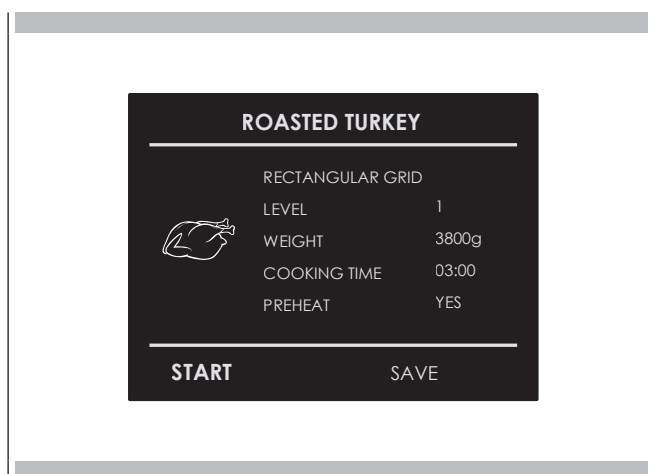 ROASTED TURKEY
RECTANGULAR GRID
LEVEL 1
WEIGHT 3800g
COOKING TIME 03:00
PREHEAT YES
START SAVE